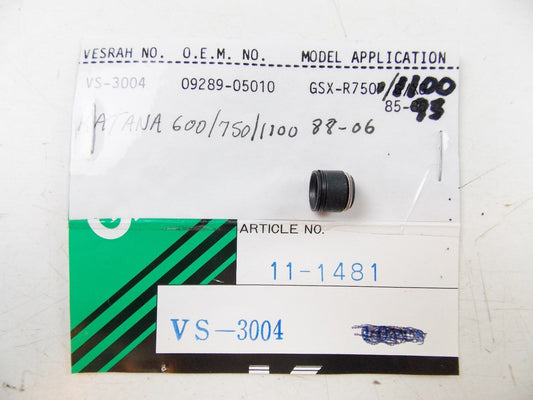 VESRAH NO. O.E.M. NO. MODEL APPLICATION
VS-3004 09289-05010 GSX-R750/1100
85-93
KATANA 600/750/1100 88-06
ARTICLE NO.
11-1481
VS-3004